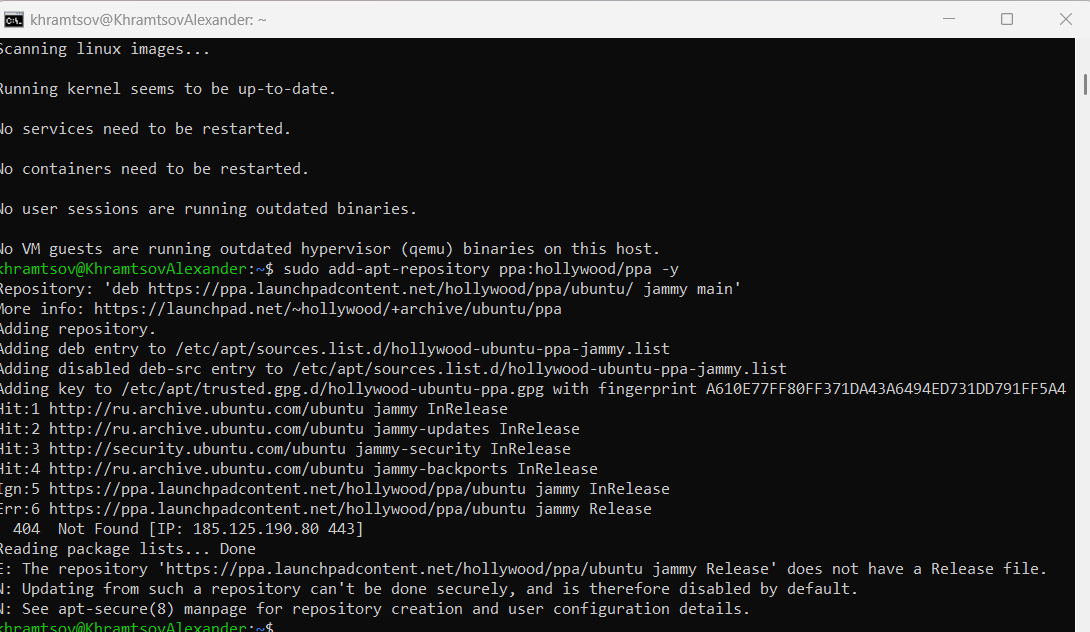 khramtsov@KhramtsovAlexander: ~
Scanning linux images...
Running kernel seems to be up-to-date.
No services need to be restarted.
No containers need to be restarted.
No user sessions are running outdated binaries.
No VM guests are running outdated hypervisor (qemu) binaries on this host.
khramtsov@KhramtsovAlexander:~$ sudo add-apt-repository ppa:hollywood/ppa -y
Repository: 'deb https://ppa.launchpadcontent.net/hollywood/ppa/ubuntu/ jammy main'
More info: https://launchpad.net/~hollywood/+archive/ubuntu/ppa
Adding repository.
Adding deb entry to /etc/apt/sources.list.d/hollywood-ubuntu-ppa-jammy.list
Adding disabled deb-src entry to /etc/apt/sources.list.d/hollywood-ubuntu-ppa-jammy.list
Adding key to /etc/apt/trusted.gpg.d/hollywood-ubuntu-ppa.gpg with fingerprint A610E77FF80FF371DA43A6494ED731DD791FF5A4
Hit:1 http://ru.archive.ubuntu.com/ubuntu jammy InRelease
Hit:2 http://ru.archive.ubuntu.com/ubuntu jammy-updates InRelease
Hit:3 http://security.ubuntu.com/ubuntu jammy-security InRelease
Hit:4 http://ru.archive.ubuntu.com/ubuntu jammy-backports InRelease
Ign:5 https://ppa.launchpadcontent.net/hollywood/ppa/ubuntu jammy InRelease
Err:6 https://ppa.launchpadcontent.net/hollywood/ppa/ubuntu jammy Release
  404  Not Found [IP: 185.125.190.80 443]
Reading package lists... Done
E: The repository 'https://ppa.launchpadcontent.net/hollywood/ppa/ubuntu jammy Release' does not have a Release file.
N: Updating from such a repository can't be done securely, and is therefore disabled by default.
N: See apt-secure(8) manpage for repository creation and user configuration details.
khramtsov@KhramtsovAlexander:~$